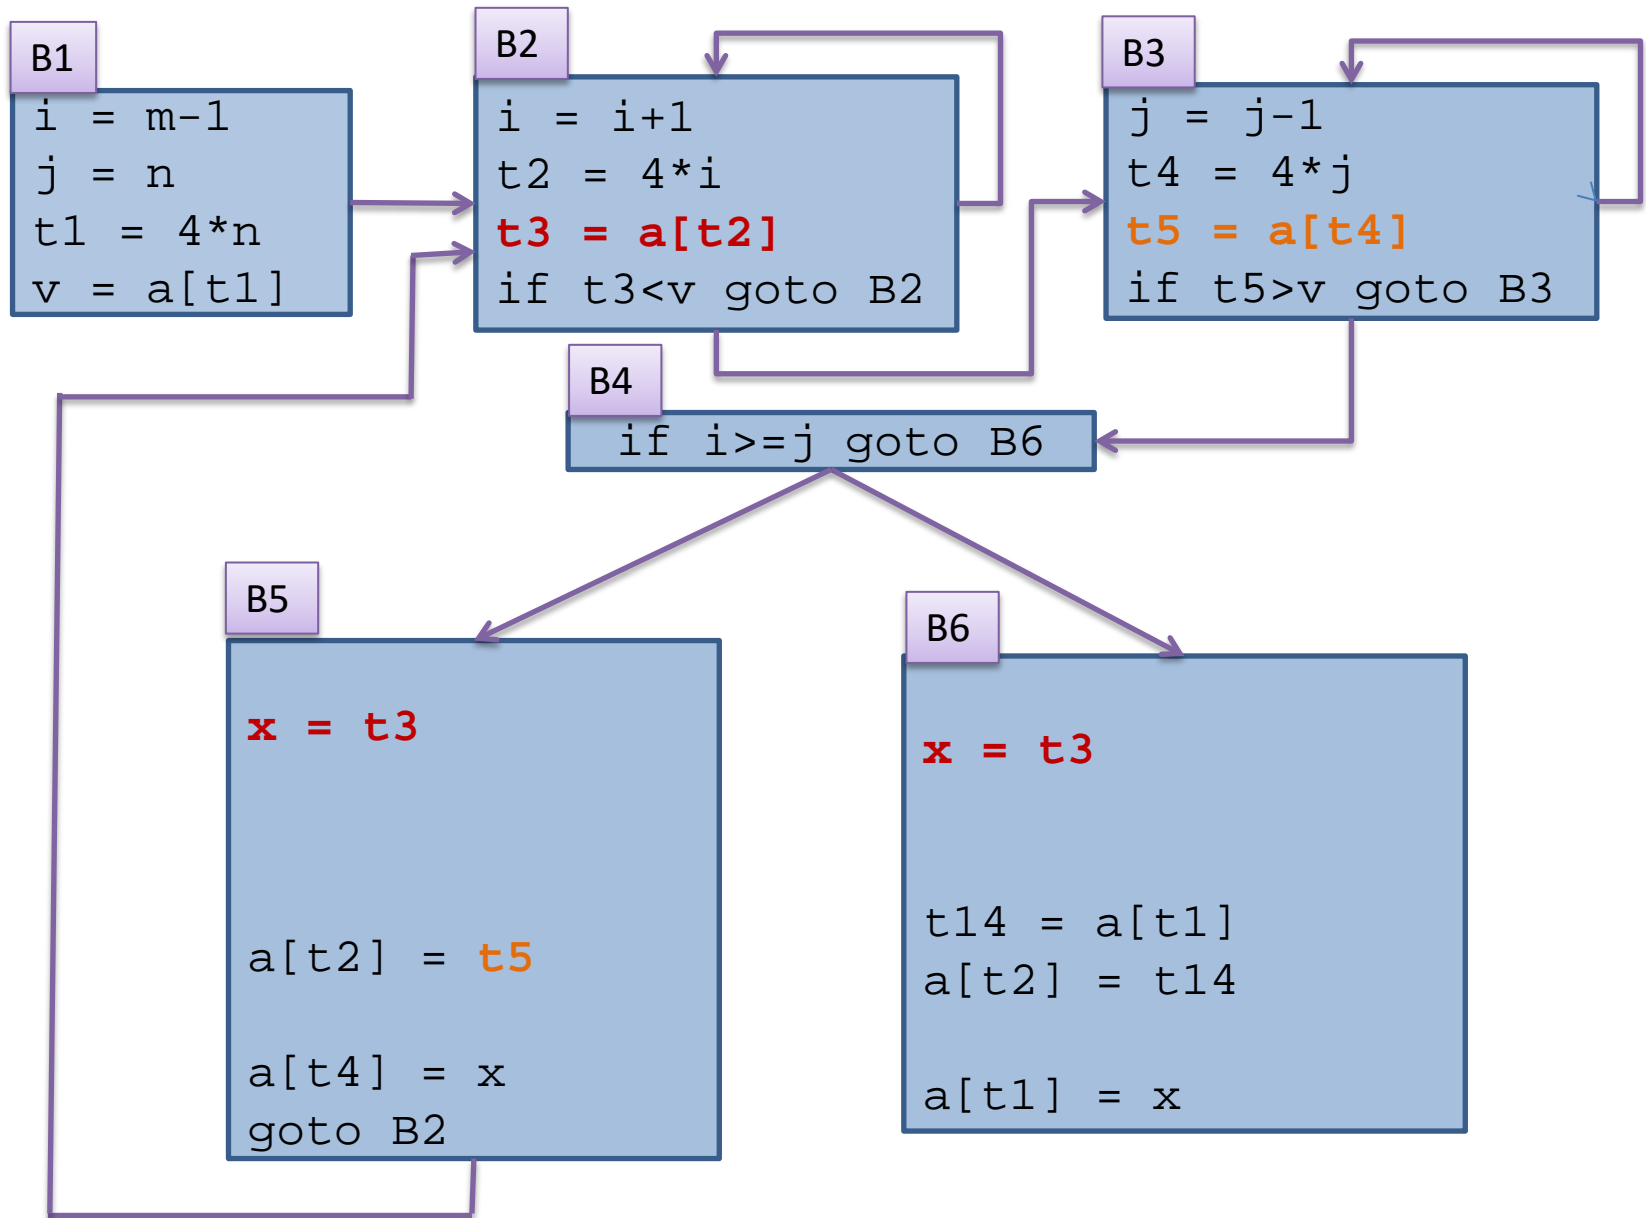 B1
i = m-1
j = n
t1 = 4*n
v = a[t1]
B2
i = i+1
t2 = 4*i
t3 = a[t2]
if t3<v goto B2
B3
j = j-1
t4 = 4*j
t5 = a[t4]
if t5>v goto B3
B4
if i>=j goto B6
B5
x = t3
a[t2] = t5
a[t4] = x
goto B2
B6
x = t3
t14 = a[t1]
a[t2] = t14
a[t1] = x